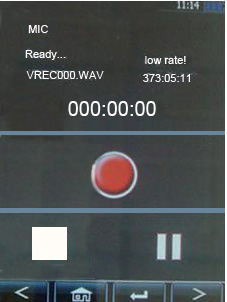 11:14
MIC
Ready...
low rate!
VREC000.WAV
373:05:11
000:00:00